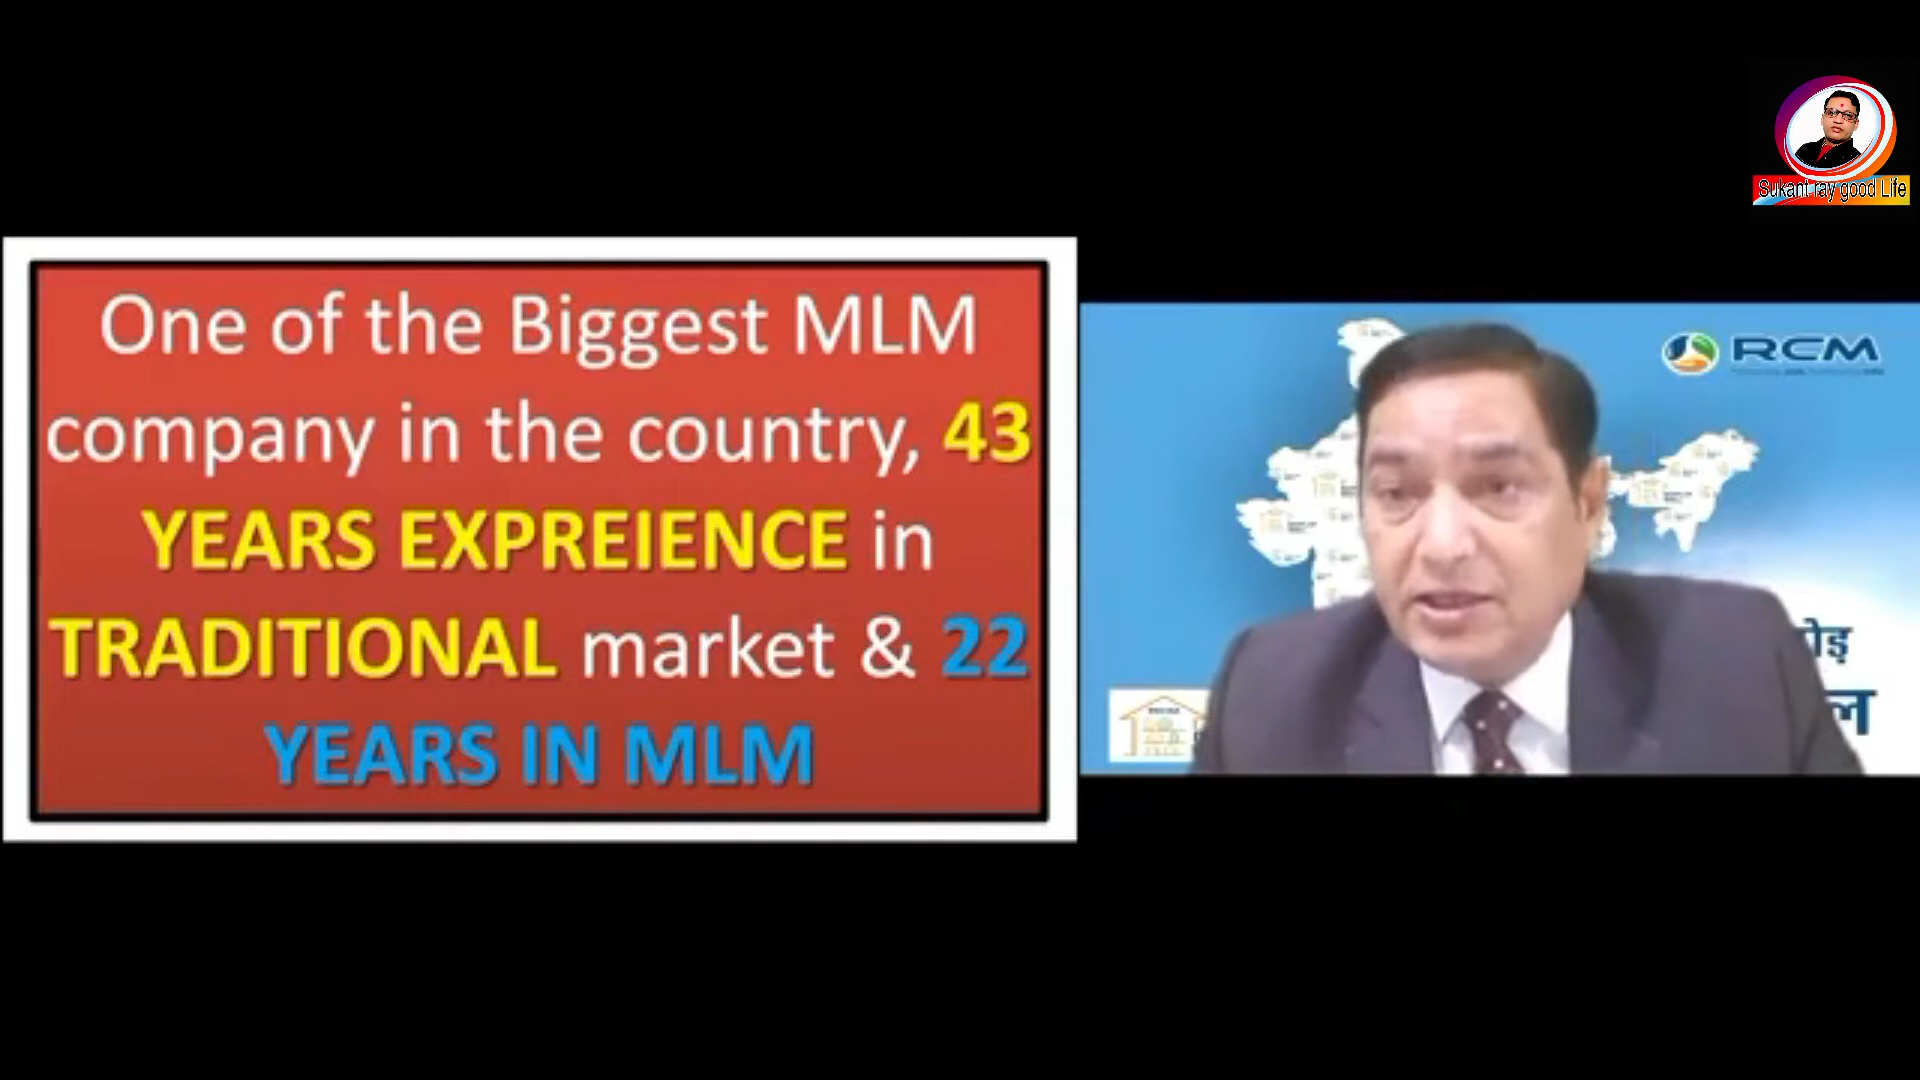 Sukant ray good Life
One of the Biggest MLM
company in the country, 43
YEARS EXPREIENCE in
TRADITIONAL market & 22
YEARS IN MLM
RCM